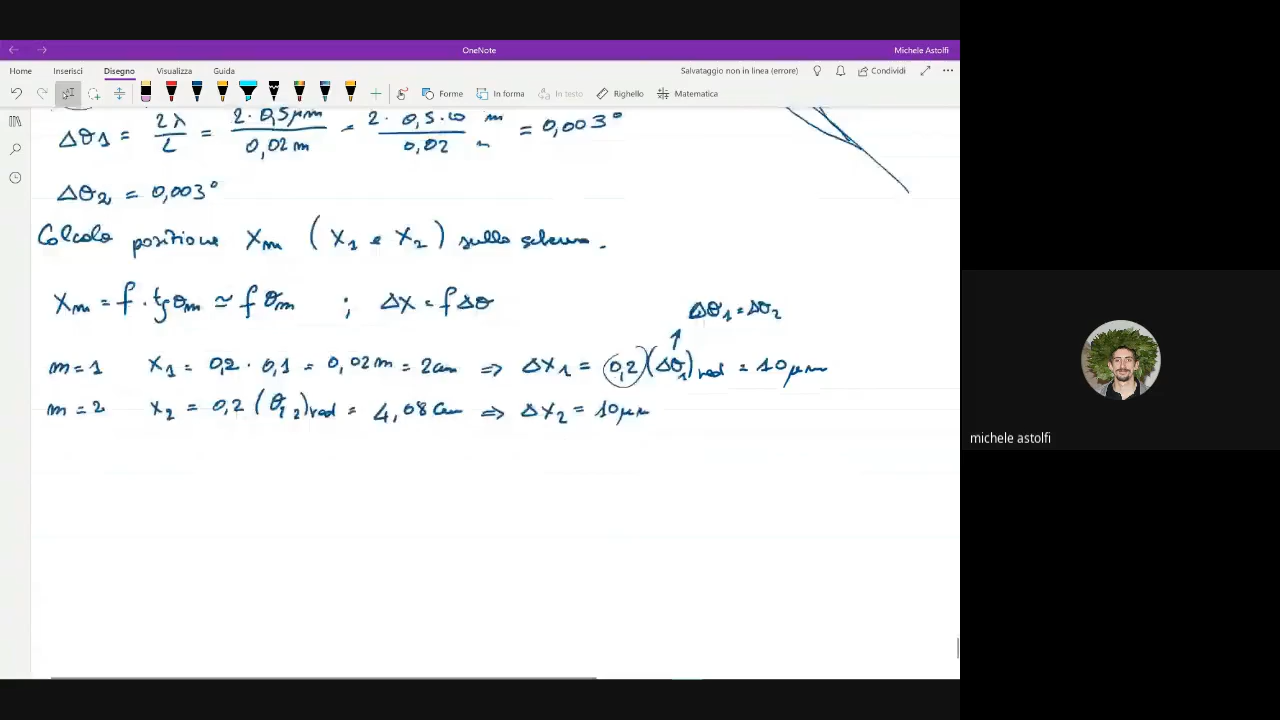 OneNote
Michele Astolfi
Home Inserisci Disegno Visualizza Guida
Salvataggio non in linea (errore) Condividi
Forme In forma In testo Righello Matematica
Δθ1 = 2λ/L = 2 · 0,5μm / 0,02 m = 2 · 0,5 · 10 m / 0,02 m = 0,003°
Δθ2 = 0,003°
Calcolo posizione Xm ( X1 e X2 ) sullo schermo.
Xm = f · tg θm ≃ f θm ; ΔX = f Δθ
Δθ1 = Δθ2
m = 1 X1 = 0,2 · 0,1 = 0,02 m = 2 cm ⇒ ΔX1 = 0,2 (Δθ1)rad = 10 μm
m = 2 X2 = 0,2 (θ2)rad = 4,08 cm ⇒ ΔX2 = 10 μm
michele astolfi